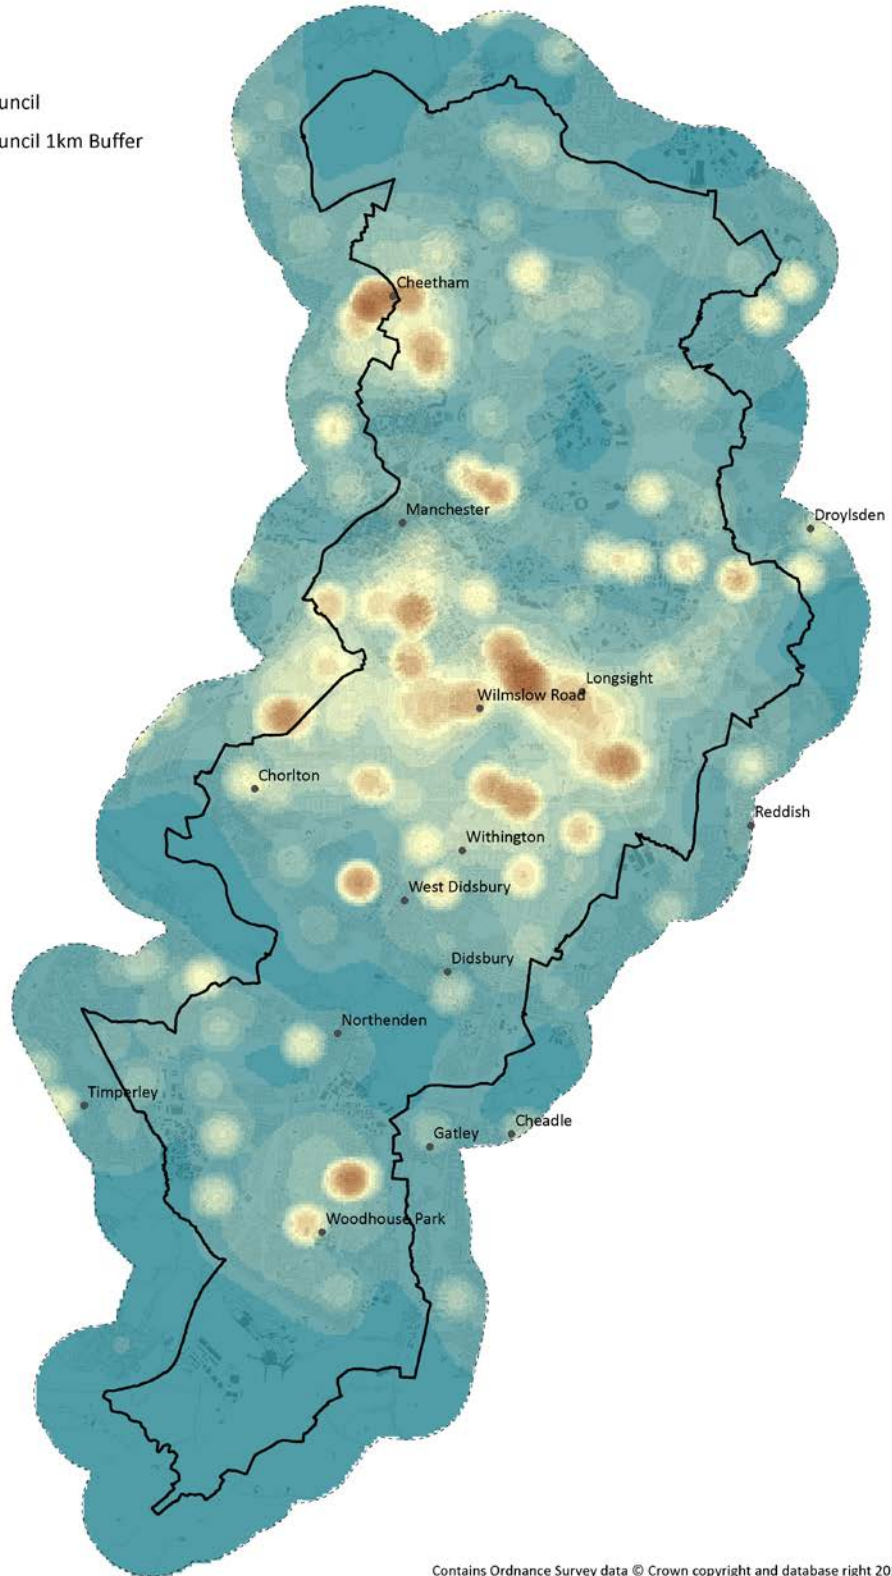 uncil
uncil 1km Buffer
Cheetham
Manchester
Droylsden
Longsight
Wilmslow Road
Chorlton
Reddish
Withington
West Didsbury
Didsbury
Northenden
Timperley
Cheadle
Gatley
Woodhouse Park
Contains Ordnance Survey data © Crown copyright and database right 20